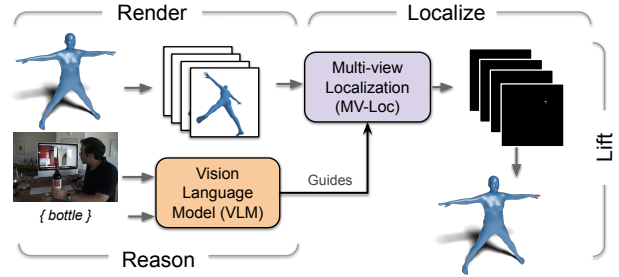 Render
Localize
Multi-view
Localization
(MV-Loc)
Lift
Vision
Language
Model (VLM)
Guides
{ bottle }
Reason